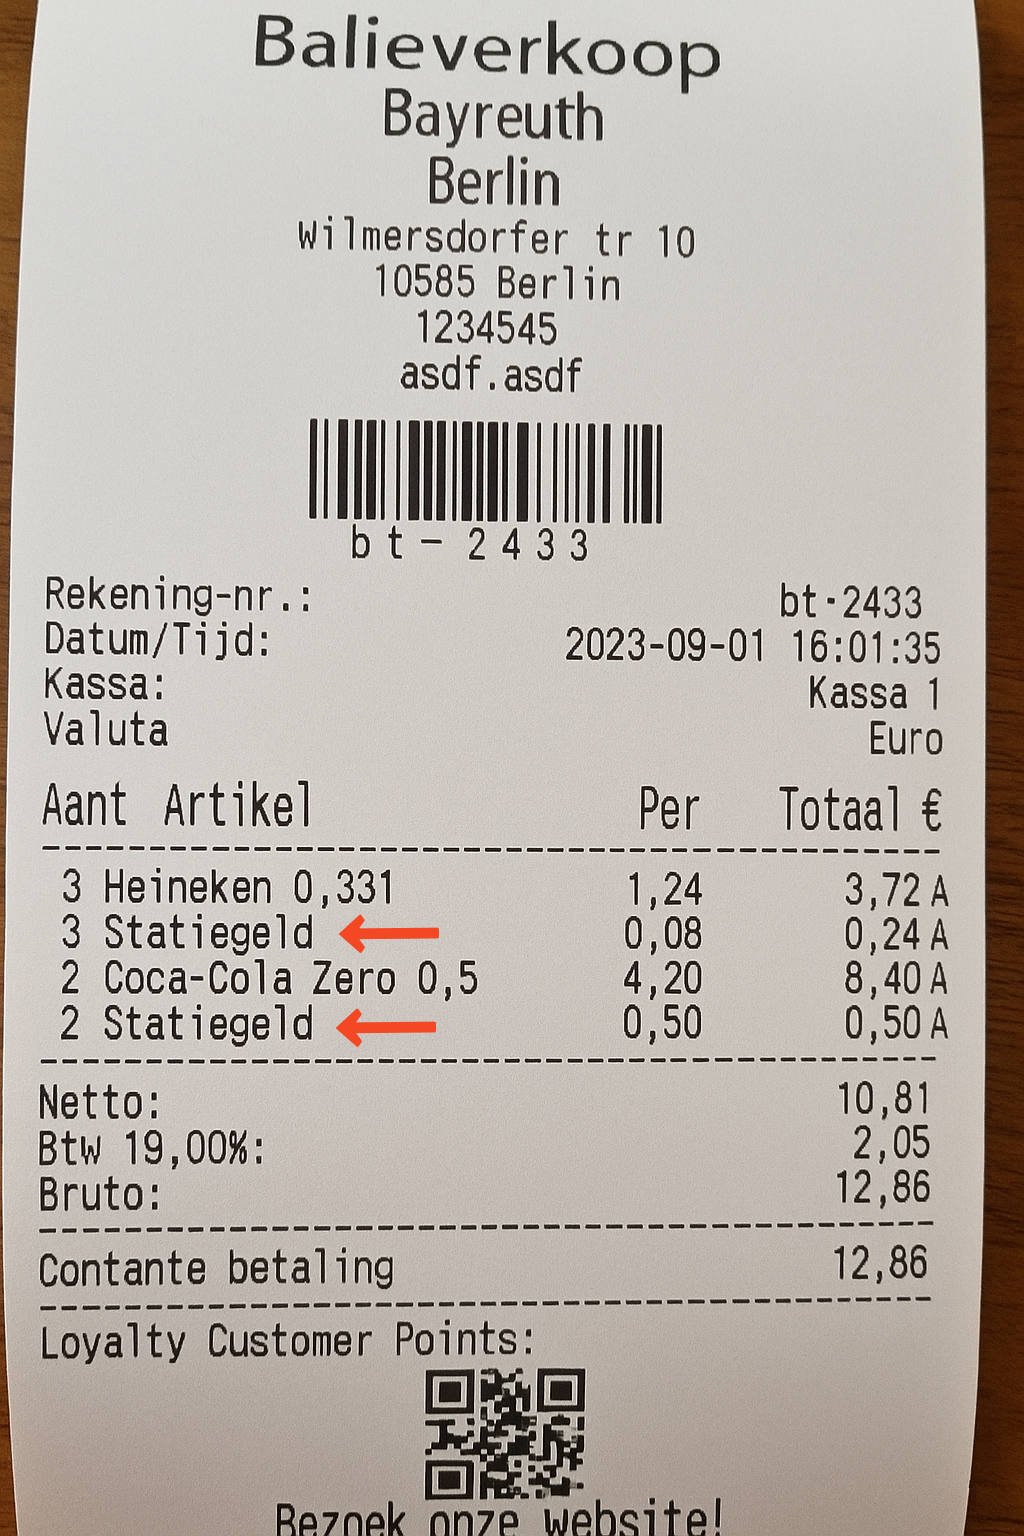 Balieverkoop
Bayreuth
Berlin
Wilmersdorfer tr 10
10585 Berlin
1234545
asdf.asdf
bt-2433
Rekening-nr.: bt-2433
Datum/Tijd: 2023-09-01 16:01:35
Kassa: Kassa 1
Valuta Euro
Aant Artikel Per Totaal €
3 Heineken 0,331 1,24 3,72 A
3 Statiegeld 0,08 0,24 A
2 Coca-Cola Zero 0,5 4,20 8,40 A
2 Statiegeld 0,50 0,50 A
Netto: 10,81
Btw 19,00%: 2,05
Bruto: 12,86
Contante betaling 12,86
Loyalty Customer Points:
Bezoek onze website!